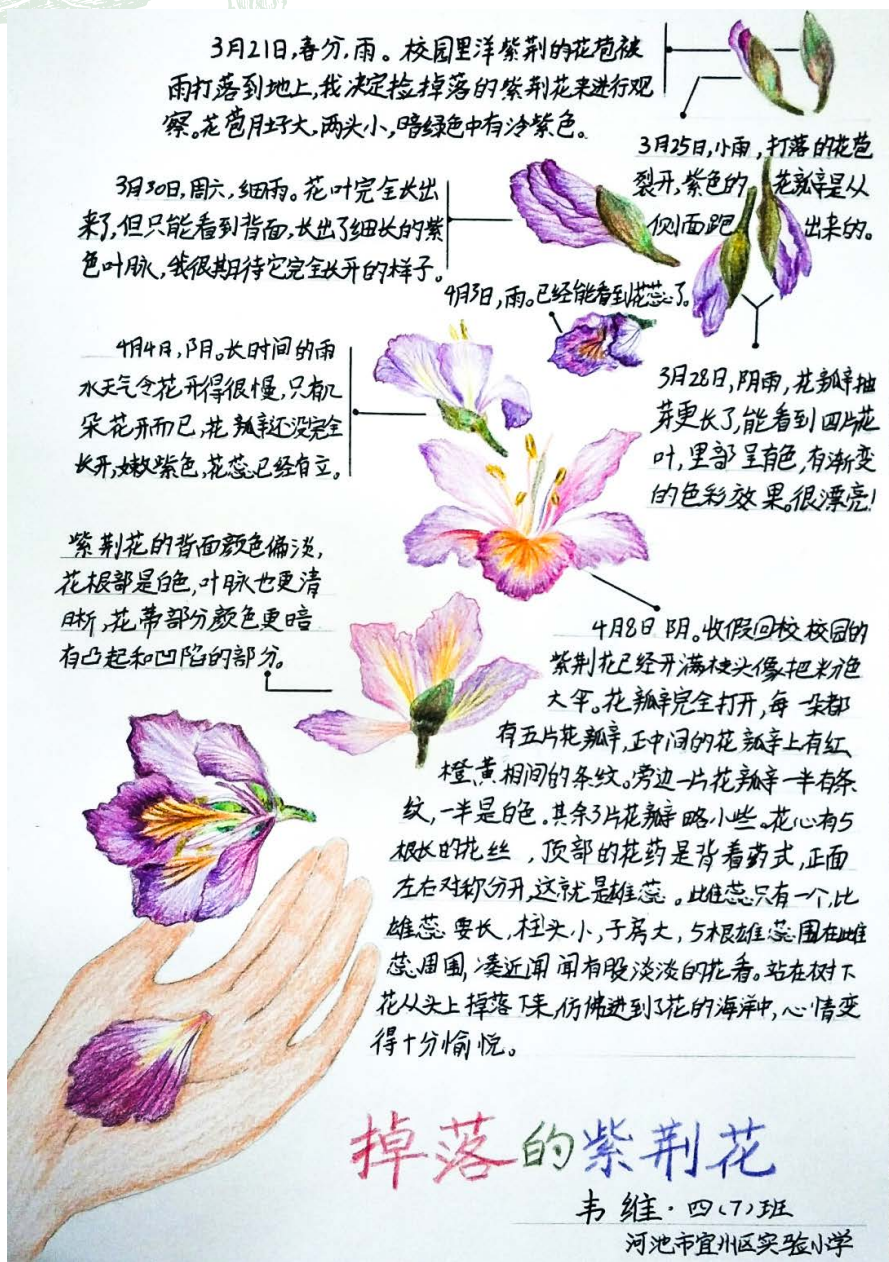 3月21日,春分,雨。校园里洋紫荆的花苞被
雨打落到地上,我决定捡掉落的紫荆花来进行观
察。花苞肚子大,两头小,暗绿色中有冷紫色。
3月25日,小雨,打落的花苞
裂开,紫色的花瓣是从
侧面跑出来的。
3月30日,周六,细雨。花叶完全长出
来了,但只能看到背面,长出了细长的紫
色叶脉,我很期待它完全长开的样子。
4月3日,雨。已经能看到花蕊了。
3月28日,阴雨,花瓣抽
芽更长了,能看到四片花
叶,里部呈白色,有渐变
的色彩效果。很漂亮!
4月4日,阴。长时间的雨
水天气令花开得很慢,只有几
朵花开而已,花瓣还没完全
长开,嫩紫色,花蕊已经自立。
紫荆花的背面颜色偏淡,
花根部是白色,叶脉也更清
晰,花蒂部分颜色更暗
有凸起和凹陷的部分。
4月8日 阴。收假回校校园的
紫荆花已经开满枝头像把粉色
大伞。花瓣完全打开,每一朵都
有五片花瓣,正中间的花瓣上有红、
橙、黄相间的条纹。旁边一片花瓣一半有条
纹,一半是白色。其余3片花瓣略小些。花心有5
根长的花丝,顶部的花药是背着药式,正面
左右对称分开,这就是雄蕊。雌蕊只有一个,比
雄蕊要长,柱头小,子房大,5根雄蕊围在雌
蕊周围,凑近闻闻有股淡淡的花香。站在树下
花从头上掉落下来,仿佛进到了花的海洋中,心情变
得十分愉悦。
掉落的紫荆花
韦维·四(7)班
河池市宜州区实验小学